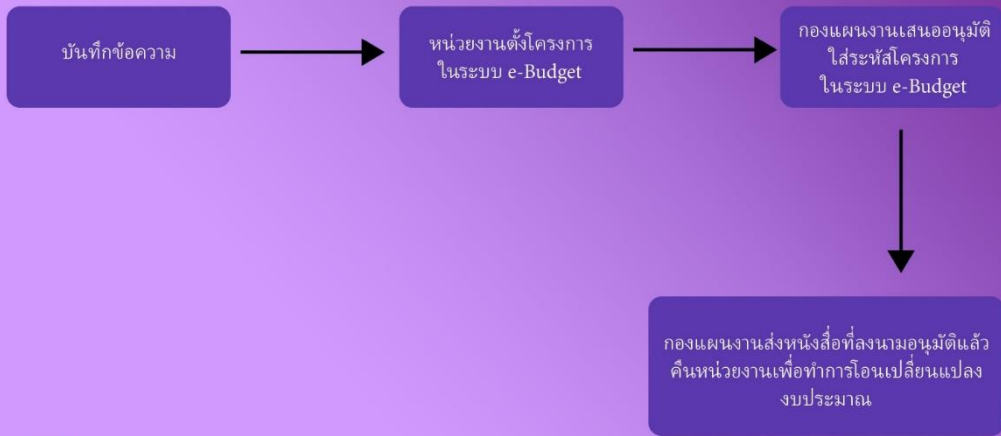 บันทึกข้อความ
หน่วยงานตั้งโครงการ
ในระบบ e-Budget
กองแผนงานเสนออนุมัติ
ใส่รหัสโครงการ
ในระบบ e-Budget
กองแผนงานส่งหนังสื่อที่ลงนามอนุมัติแล้ว
คืนหน่วยงานเพื่อทำการโอนเปลี่ยนแปลง
งบประมาณ